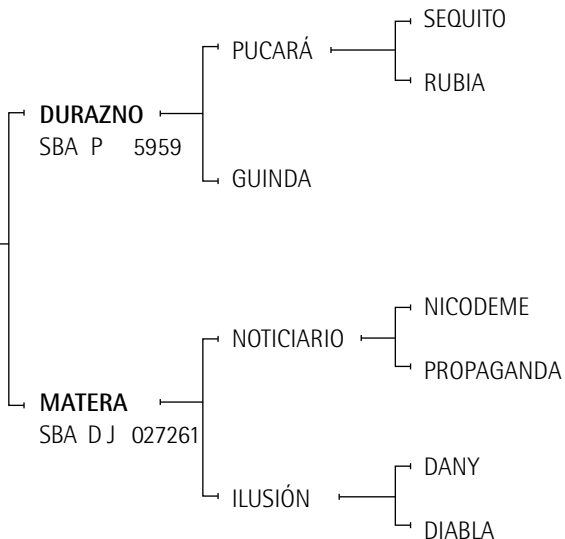 SEQUITO
PUCARÁ
RUBIA
DURAZNO
SBA P 5959
GUINDA
NICODEME
NOTICIARIO
PROPAGANDA
MATERA
SBA D J 027261
DANY
ILUSIÓN
DIABLA